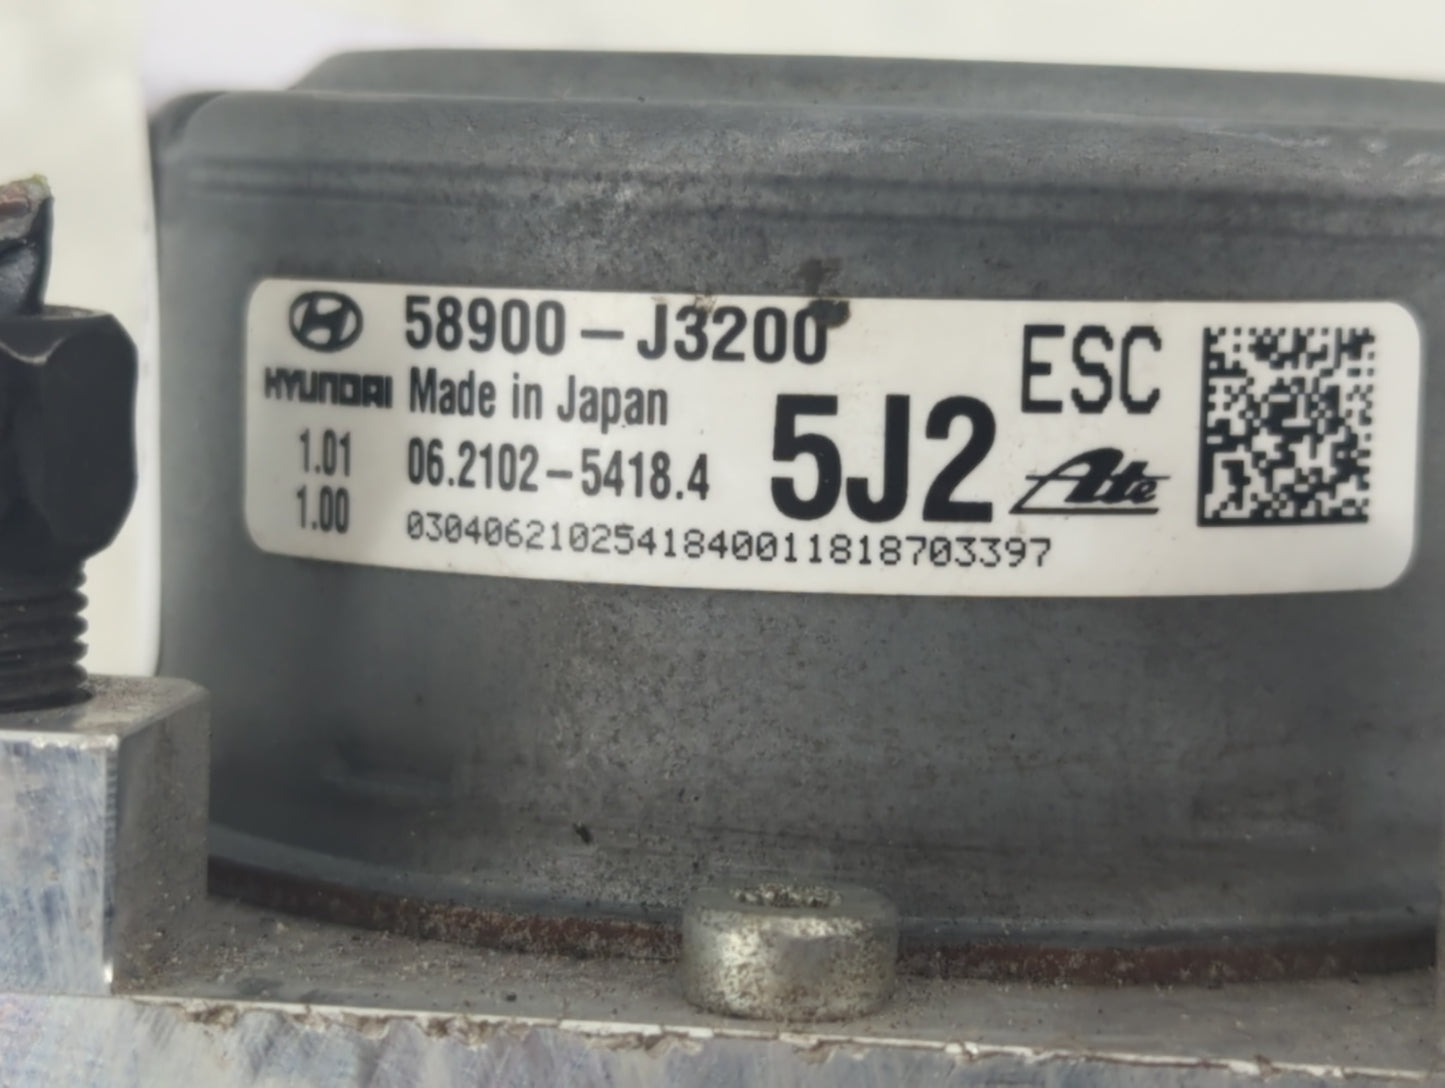 58900-J3200 ESC
HYUNDAI Made in Japan
1.01 06.2102-5418.4 5J2 Ate
1.00 0304062102541840011818703397